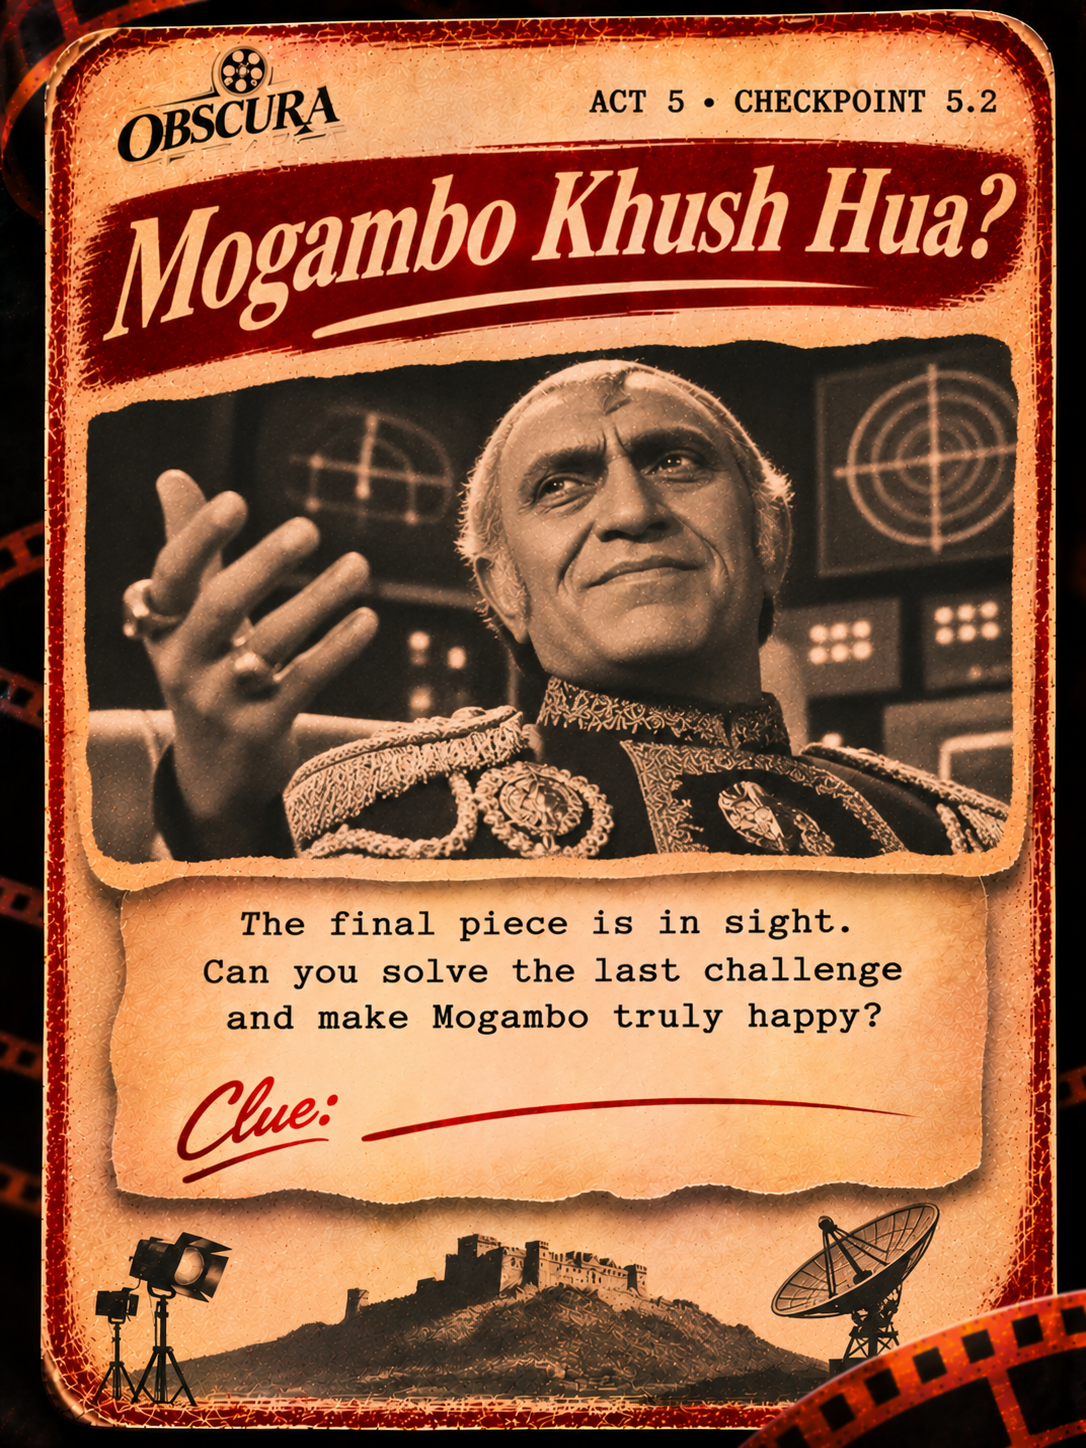 OBSCURA
ACT 5 • CHECKPOINT 5.2
Mogambo Khush Hua?
The final piece is in sight.
Can you solve the last challenge
and make Mogambo truly happy?
Clue: